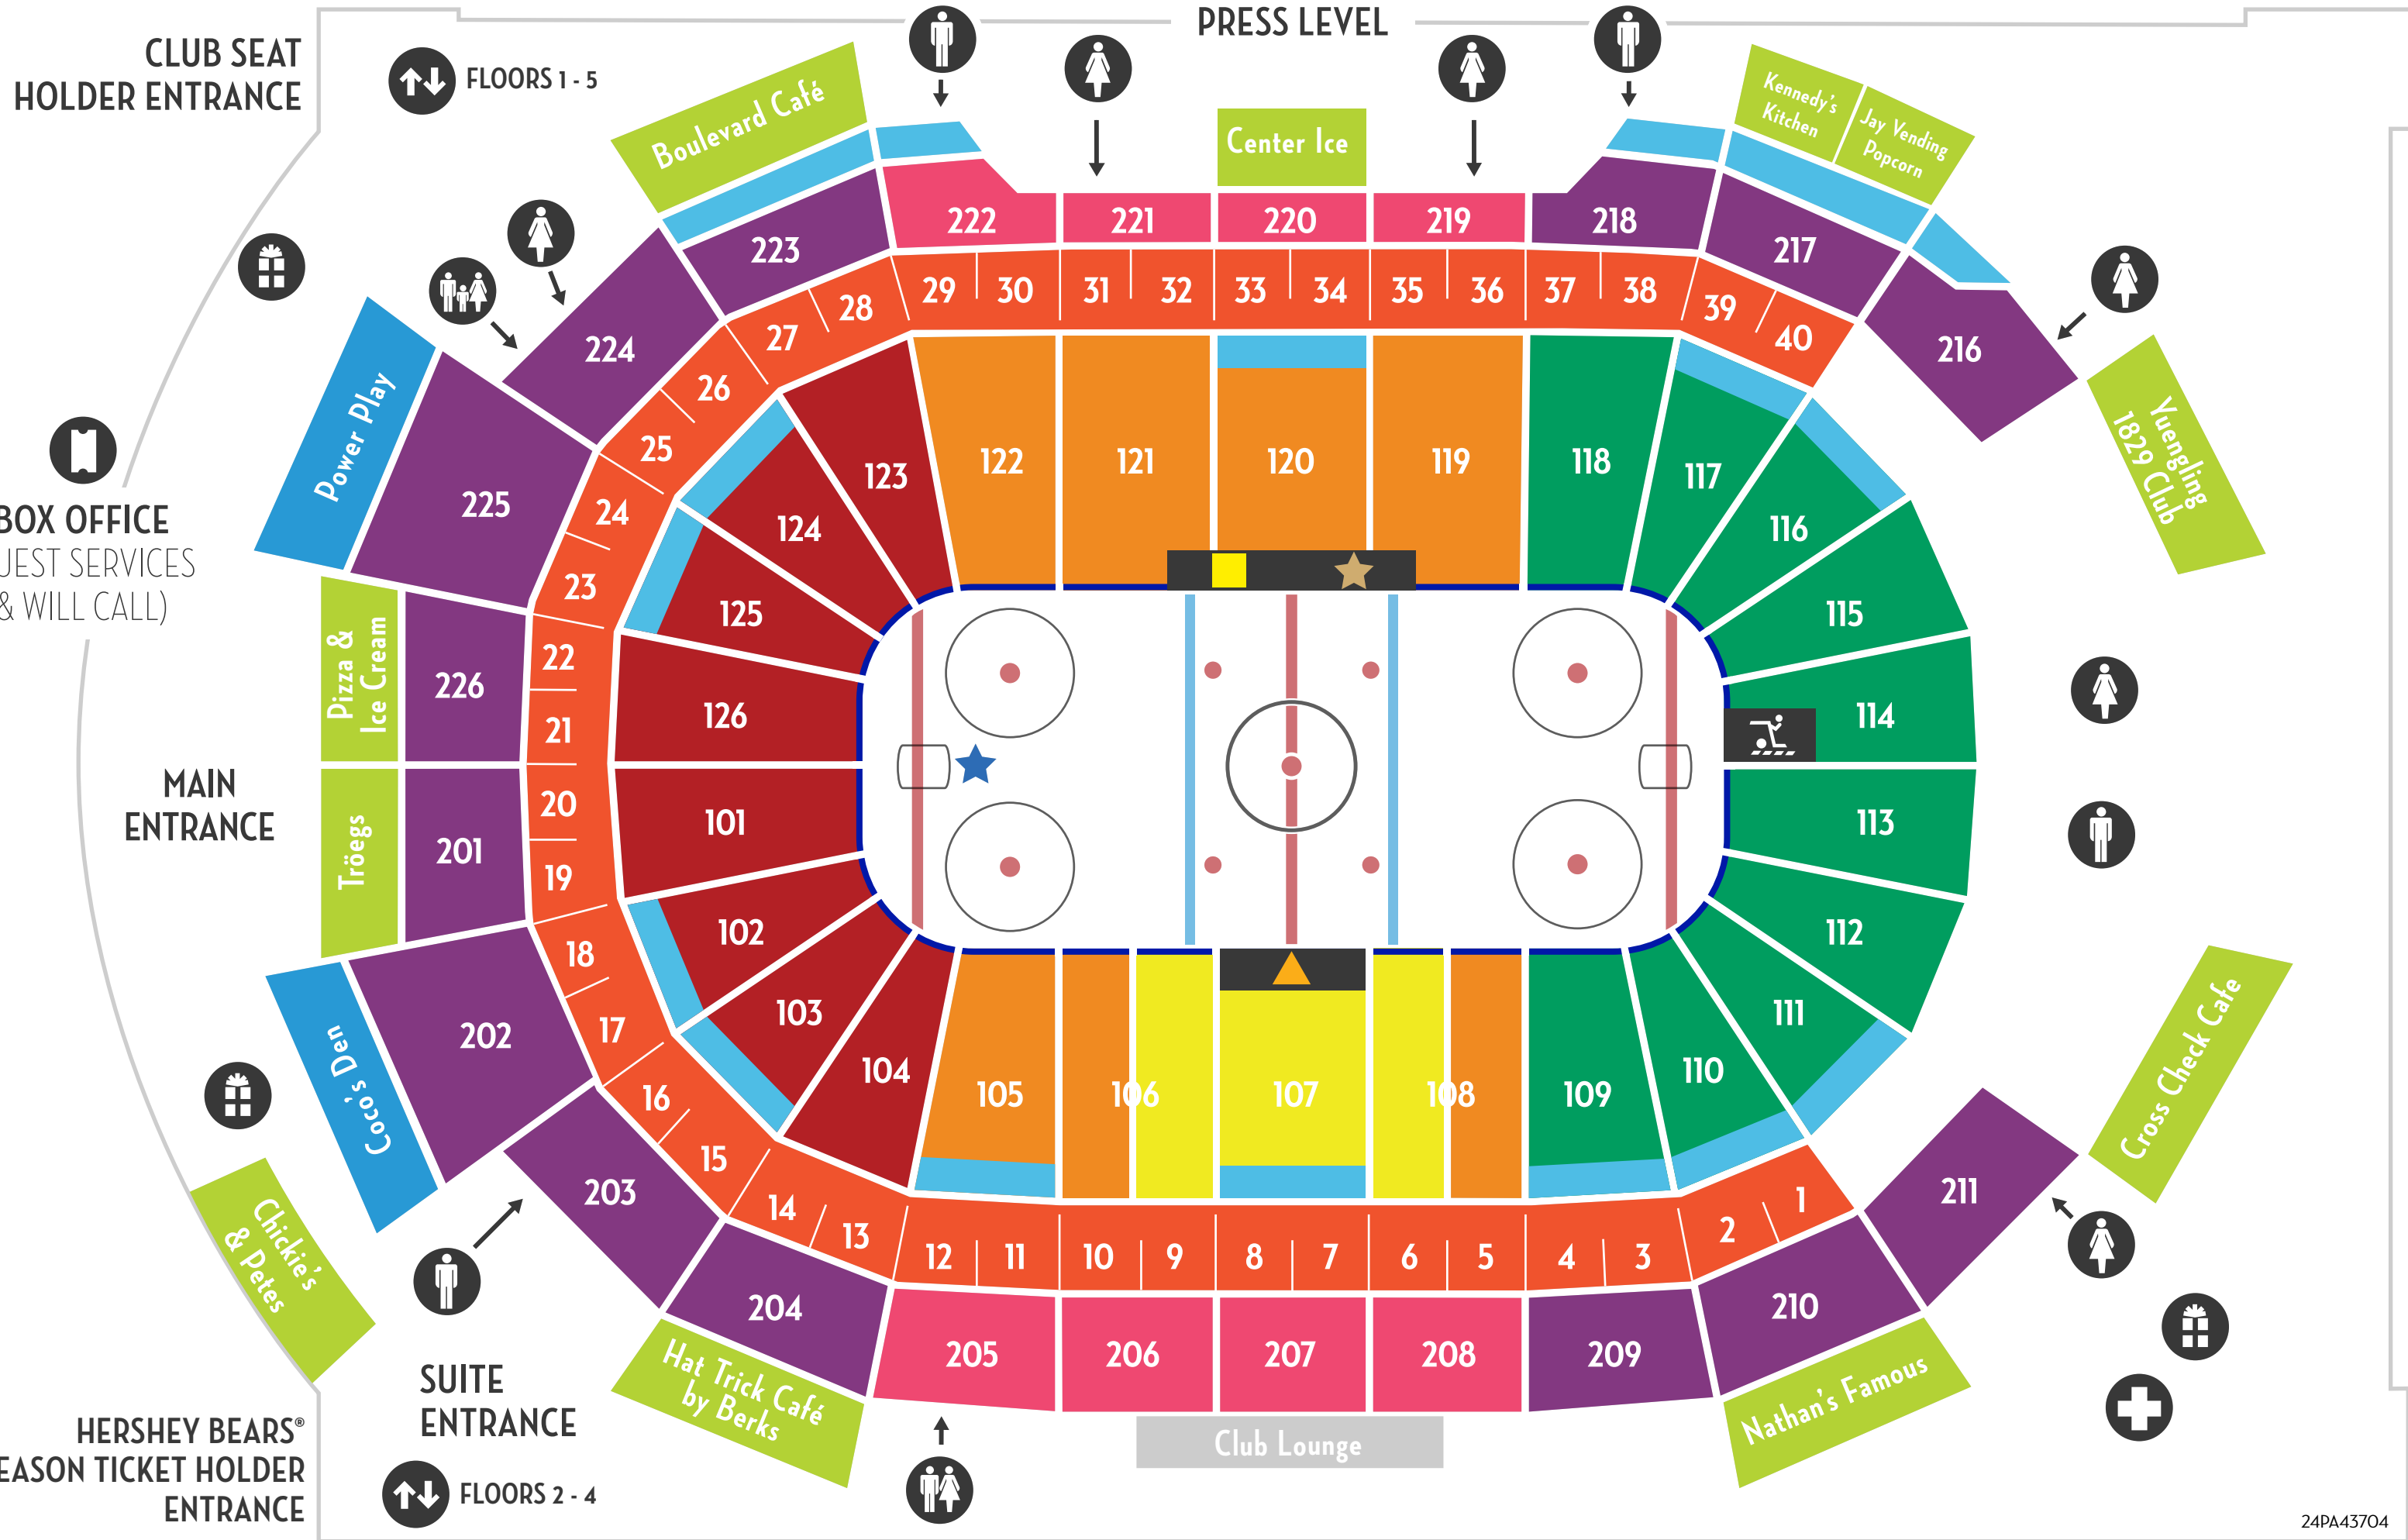 PRESS LEVEL
CLUB SEAT
HOLDER ENTRANCE
FLOORS 1 - 5
Boulevard Café
Center Ice
Kennedy's
Kitchen
Jay Vending
Popcorn
222
221
220
219
218
223
217
224
216
225
29
30
31
32
33
34
35
36
37
38
28
39
27
40
26
25
24
23
22
21
20
19
18
17
16
15
14
13
12
11
10
9
8
7
6
5
4
3
2
1
Power Play
Yuengling
1829 Club
BOX OFFICE
UEST SERVICES
& WILL CALL)
Pizza &
Ice Cream
226
MAIN
ENTRANCE
Tröegs
201
122
121
120
119
118
123
117
124
116
125
115
126
114
101
113
102
112
103
111
104
110
105
106
107
108
109
202
Coco's Den
203
Chickie's
& Petes
204
Hat Trick Café
by Berks
205
206
207
208
209
210
211
Cross Check Cafe
Nathan's Famous
Club Lounge
SUITE
ENTRANCE
FLOORS 2 - 4
HERSHEY BEARS®
EASON TICKET HOLDER
ENTRANCE
24PA43704